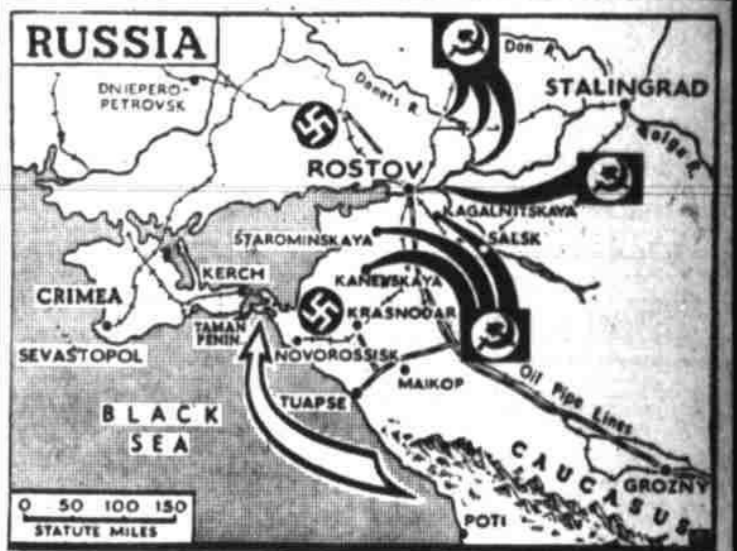 RUSSIA
DNIEPERO-
PETROVSK
Donets R.
Don R.
STALINGRAD
Volga R.
ROSTOV
KAGALNITSKAYA
STAROMINSKAYA
SALSK
KERCH
KANEVSKAYA
CRIMEA
TAMAN
PENIN.
KRASNODAR
SEVASTOPOL
NOVOROSSISK
MAIKOP
Oil Pipe Lines
TUAPSE
BLACK
SEA
CAUCASUS
GROZNY
POTI
0 50 100 150
STATUTE MILES